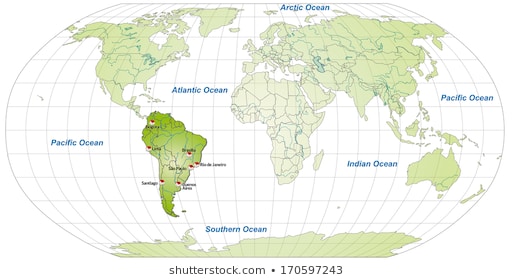 Arctic Ocean
Atlantic Ocean
Pacific Ocean
Pacific Ocean
Bogota
Lima
Brasilia
Rio de Janeiro
São Paulo
Santiago
Buenos
Aires
Indian Ocean
Southern Ocean
shutterstock.com · 170597243